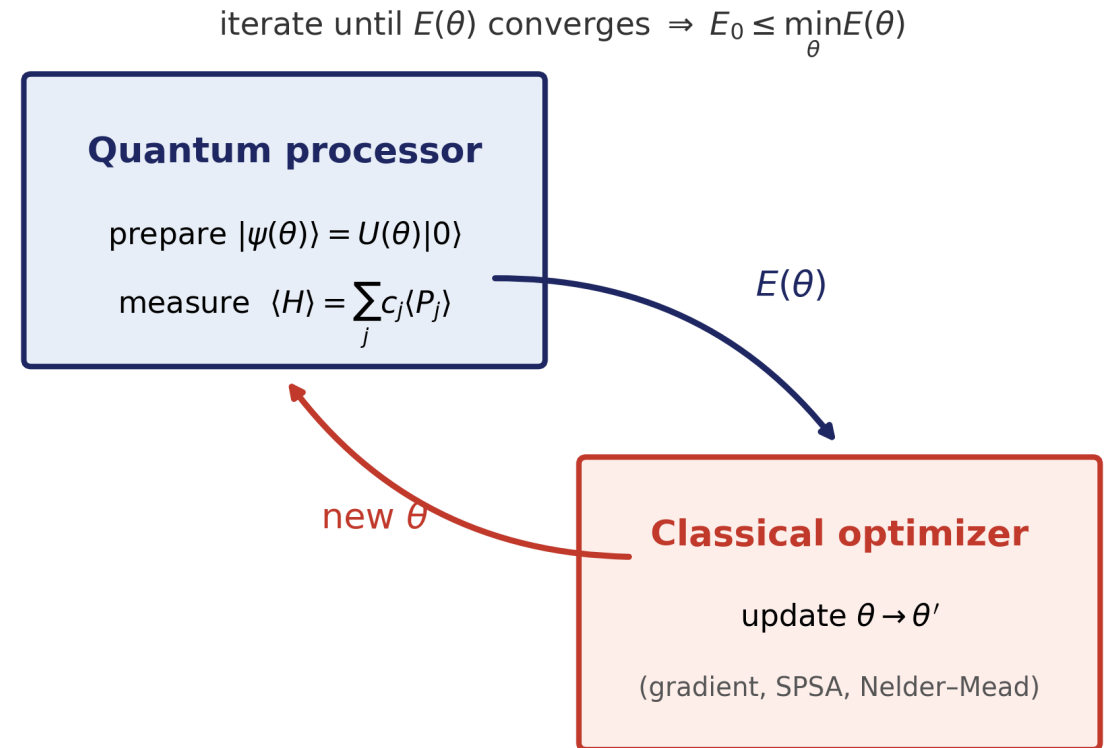 iterate until E(θ) converges ⇒ E₀ ≤ min E(θ)
θ
Quantum processor
prepare |ψ(θ)⟩ = U(θ)|0⟩
measure ⟨H⟩ = ∑ cⱼ⟨Pⱼ⟩
j
E(θ)
new θ
Classical optimizer
update θ → θ′
(gradient, SPSA, Nelder–Mead)